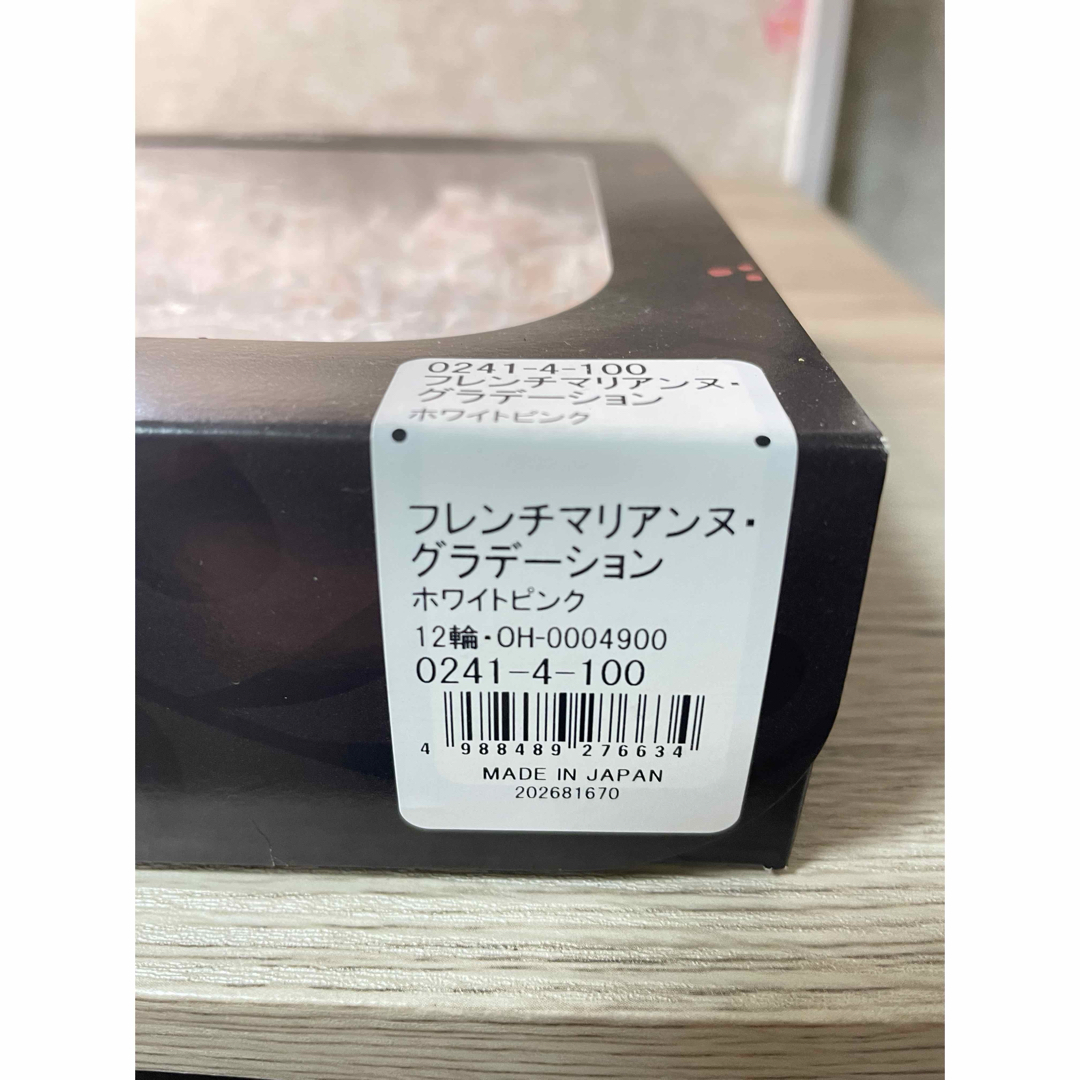 0241-4-100
フレンチマリアンヌ・
グラデーション
ホワイトピンク
フレンチマリアンヌ・
グラデーション
ホワイトピンク
12輪・OH-0004900
0241-4-100
4 988489 276634
MADE IN JAPAN
202681670